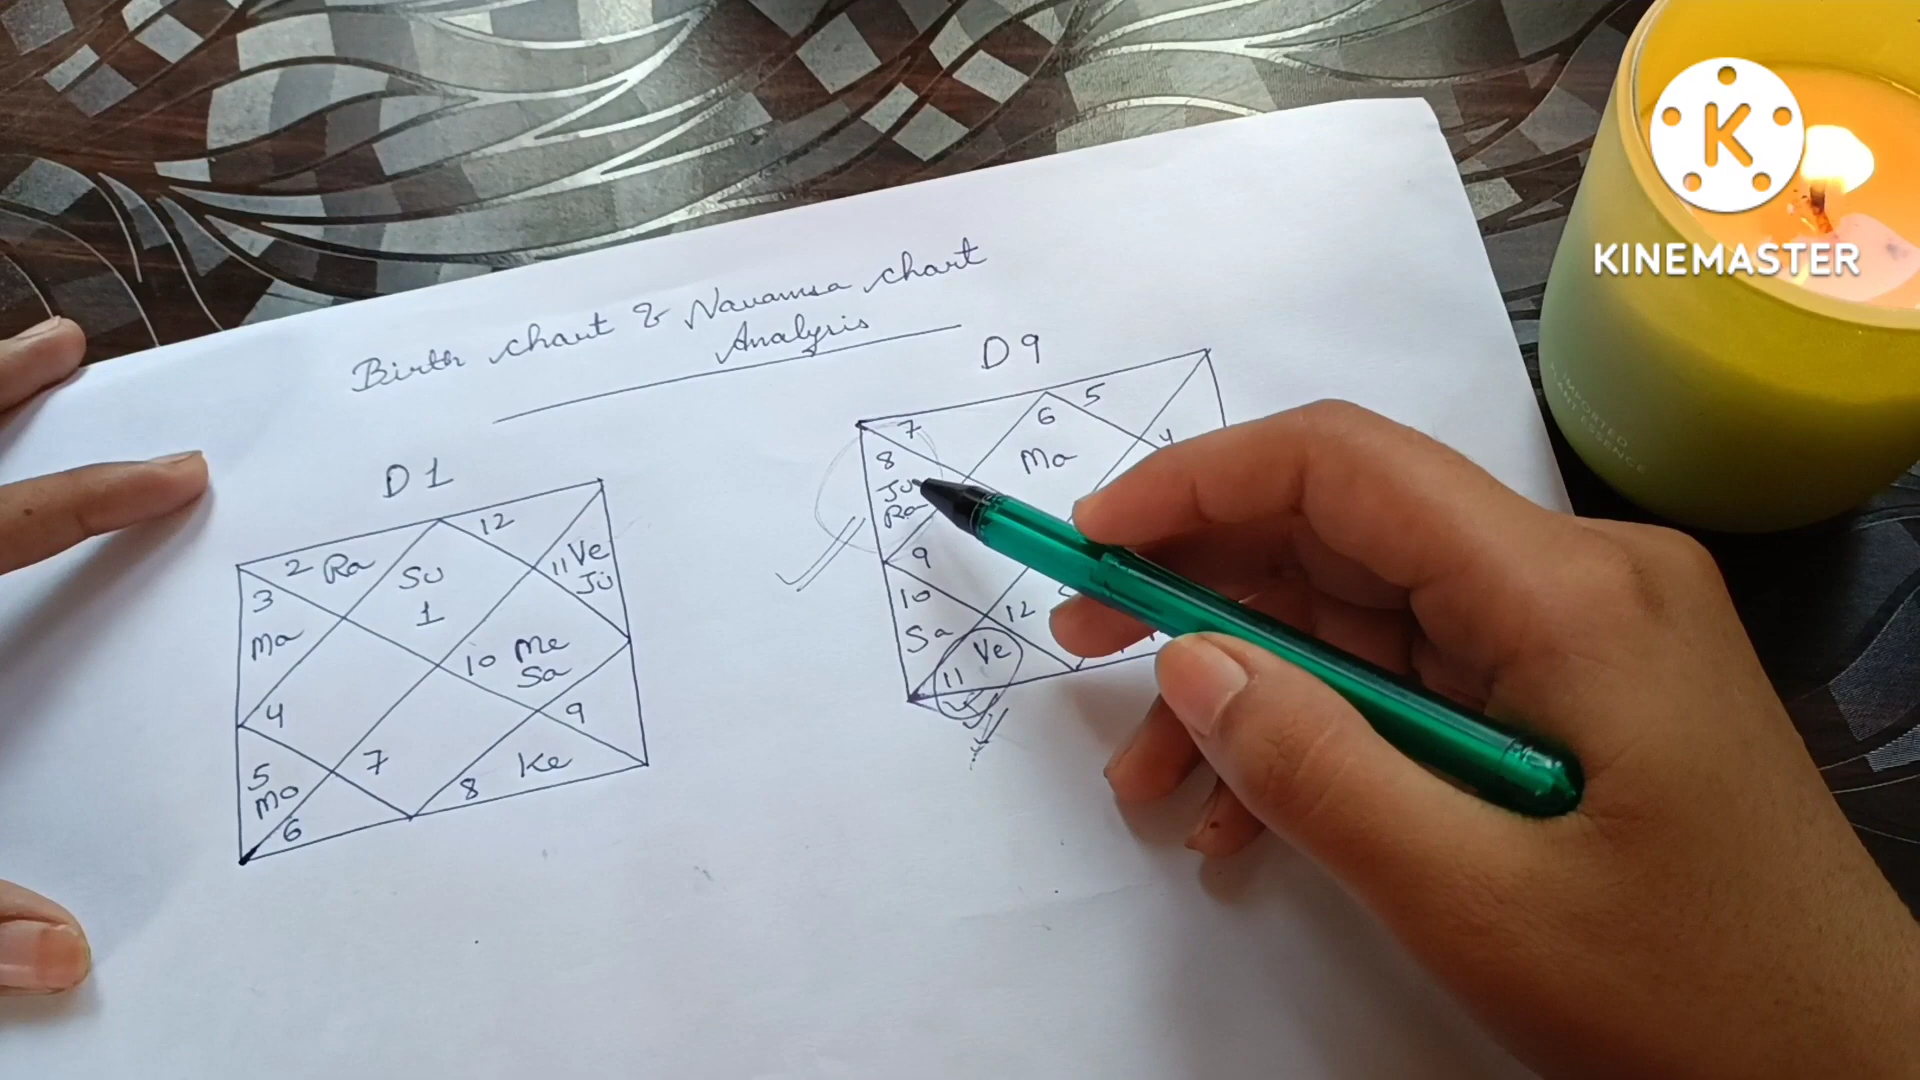 Birth chart & Navamsa chart
Analysis
D1
2 Ra
12
3
Ma
Su
1
11 Ve
Ju
10 Me
Sa
4
5
Mo
6
7
8
Ke
9
D9
7
6
Ma
5
4
8
Ju
Ra
9
10
Sa
12
Ve
11
K
KINEMASTER
IMPORTED